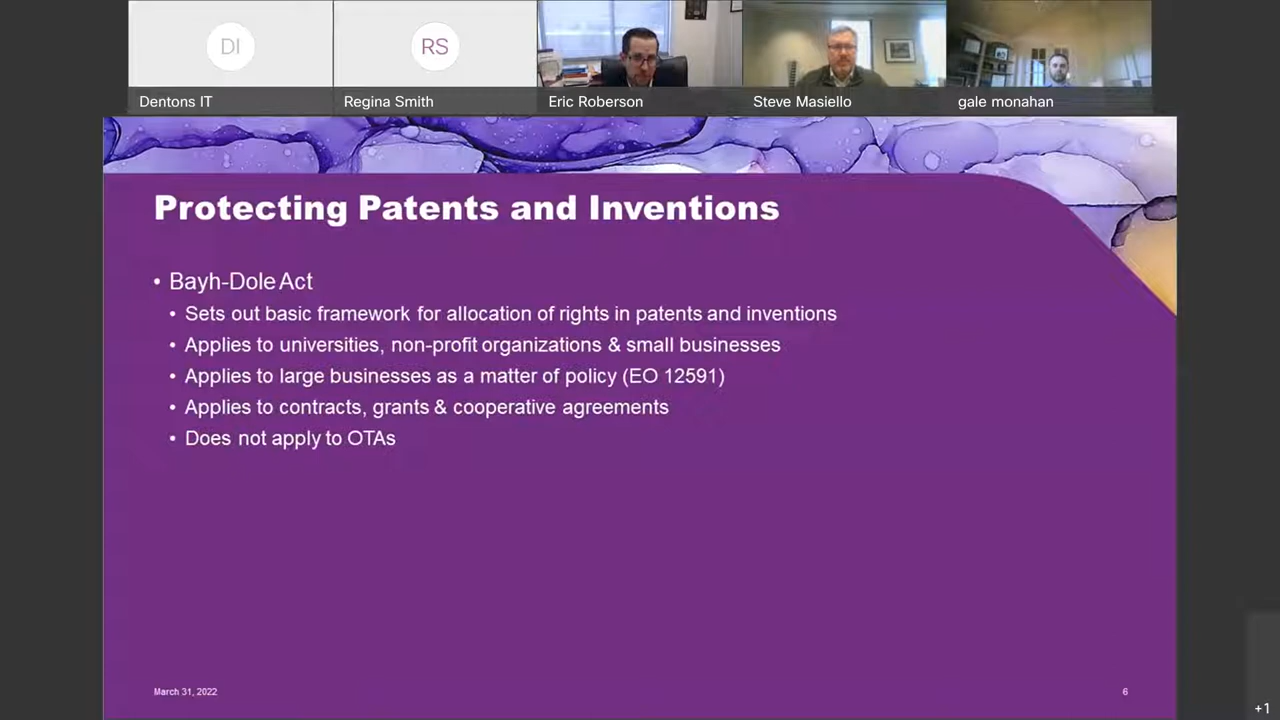 DI
RS
Dentons IT
Regina Smith
Eric Roberson
Steve Masiello
gale monahan
Protecting Patents and Inventions
• Bayh-Dole Act
• Sets out basic framework for allocation of rights in patents and inventions
• Applies to universities, non-profit organizations & small businesses
• Applies to large businesses as a matter of policy (EO 12591)
• Applies to contracts, grants & cooperative agreements
• Does not apply to OTAs
March 31, 2022
6
+1